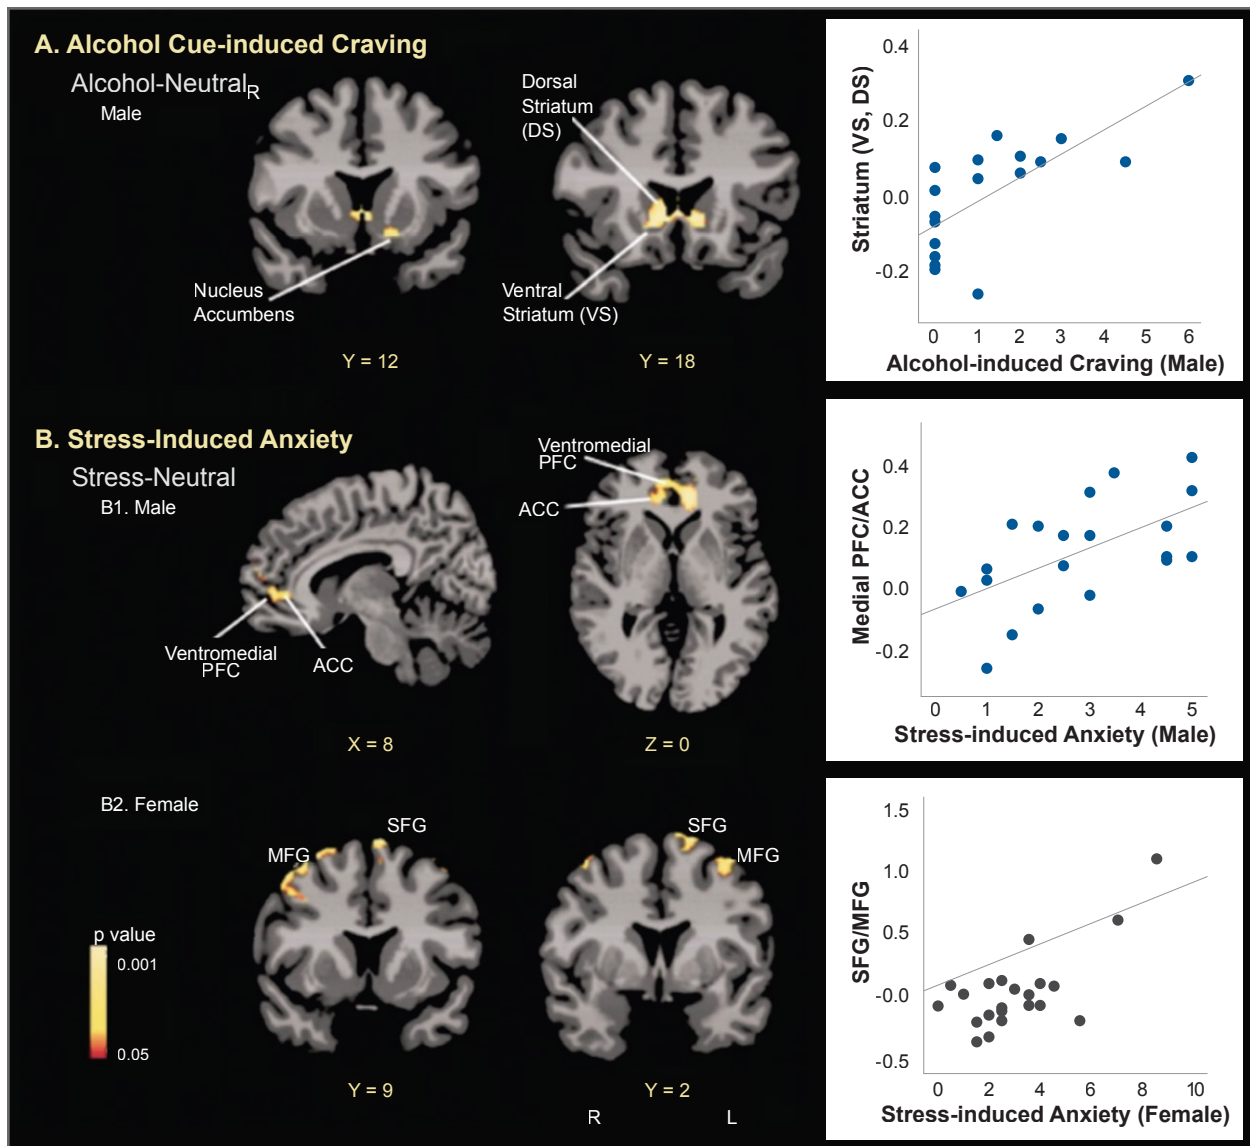 A. Alcohol Cue-induced Craving
Alcohol-Neutral R
Male
Dorsal
Striatum
(DS)
Nucleus
Accumbens
Ventral
Striatum (VS)
Y = 12
Y = 18
Striatum (VS, DS)
0.4
0.2
0.0
-0.2
0 1 2 3 4 5 6
Alcohol-induced Craving (Male)
B. Stress-Induced Anxiety
Stress-Neutral
B1. Male
Ventromedial
PFC
ACC
Ventromedial
PFC
ACC
X = 8
Z = 0
Medial PFC/ACC
0.4
0.2
0.0
-0.2
0 1 2 3 4 5
Stress-induced Anxiety (Male)
B2. Female
MFG
SFG
SFG
MFG
p value
0.001
0.05
Y = 9
Y = 2
R L
SFG/MFG
1.5
1.0
0.5
-0.0
-0.5
0 2 4 6 8 10
Stress-induced Anxiety (Female)